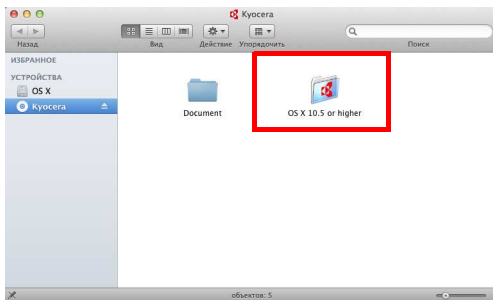 Kyocera
Назад
Вид
Действие
Упорядочить
Поиск
ИЗБРАННОЕ
УСТРОЙСТВА
OS X
Kyocera
Document
OS X 10.5 or higher
объектов: 5